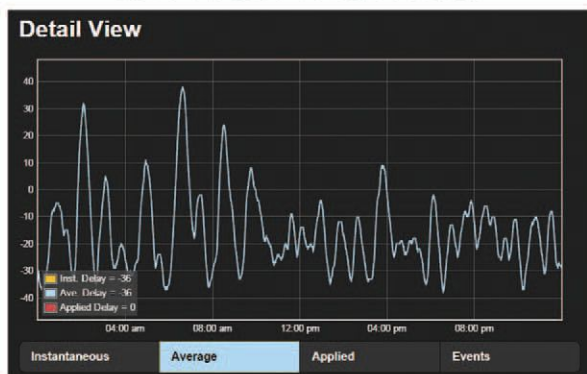 Detail View
40
30
20
10
0
-10
-20
-30
-40
Inst. Delay = -36
Ave. Delay = -36
Applied Delay = 0
04:00 am 08:00 am 12:00 pm 04:00 pm 08:00 pm
Instantaneous Average Applied Events